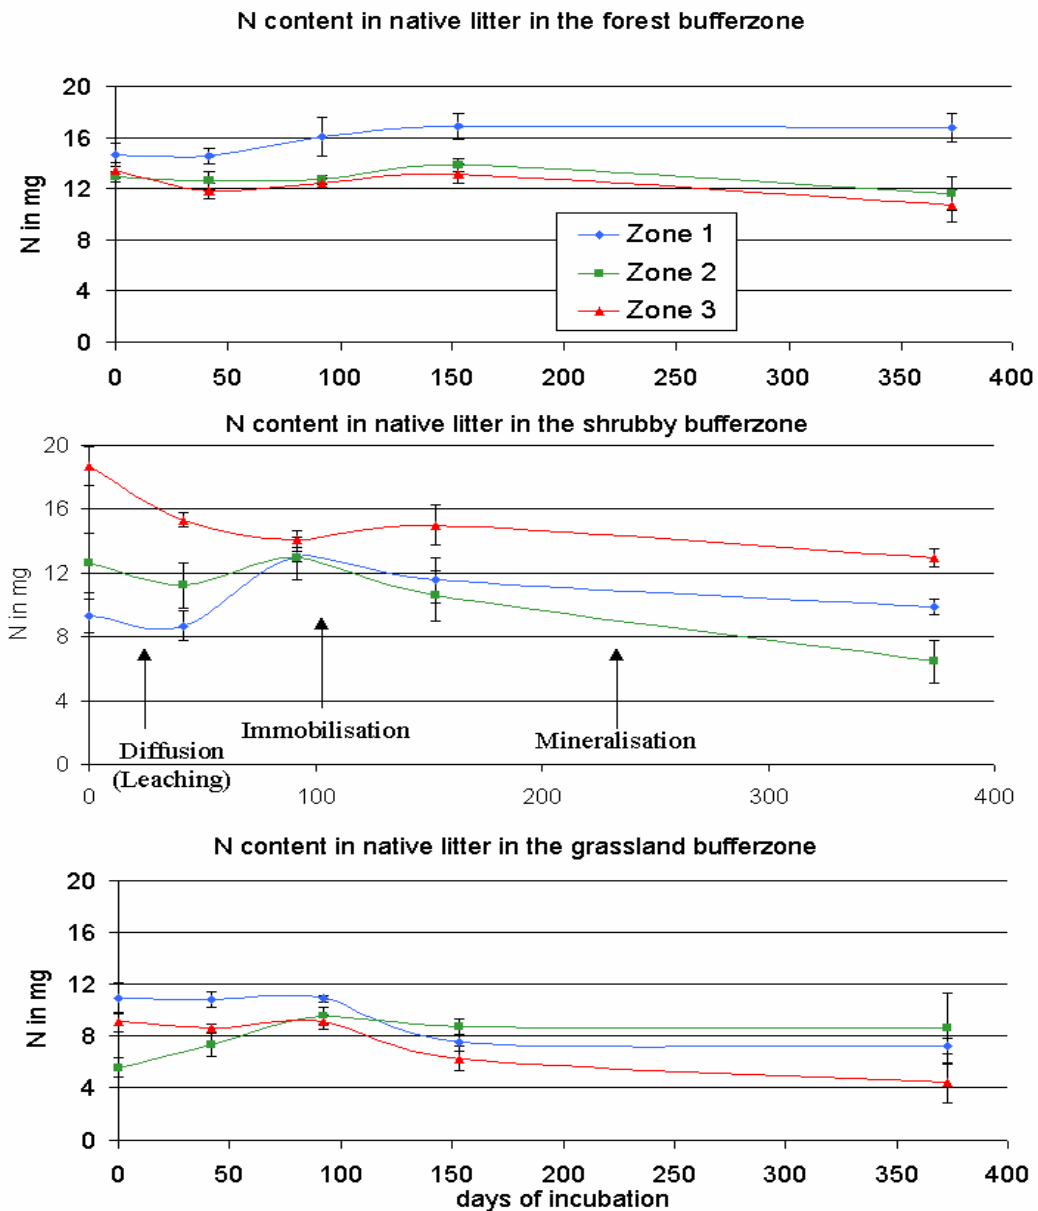 N content in native litter in the forest bufferzone
N in mg
20
16
12
8
4
0
Zone 1
Zone 2
Zone 3
0 50 100 150 200 250 300 350 400
N content in native litter in the shrubby bufferzone
N in mg
20
16
12
8
4
0
Diffusion
(Leaching)
Immobilisation
Mineralisation
0 100 200 300 400
N content in native litter in the grassland bufferzone
N in mg
20
16
12
8
4
0
0 50 100 150 200 250 300 350 400
days of incubation